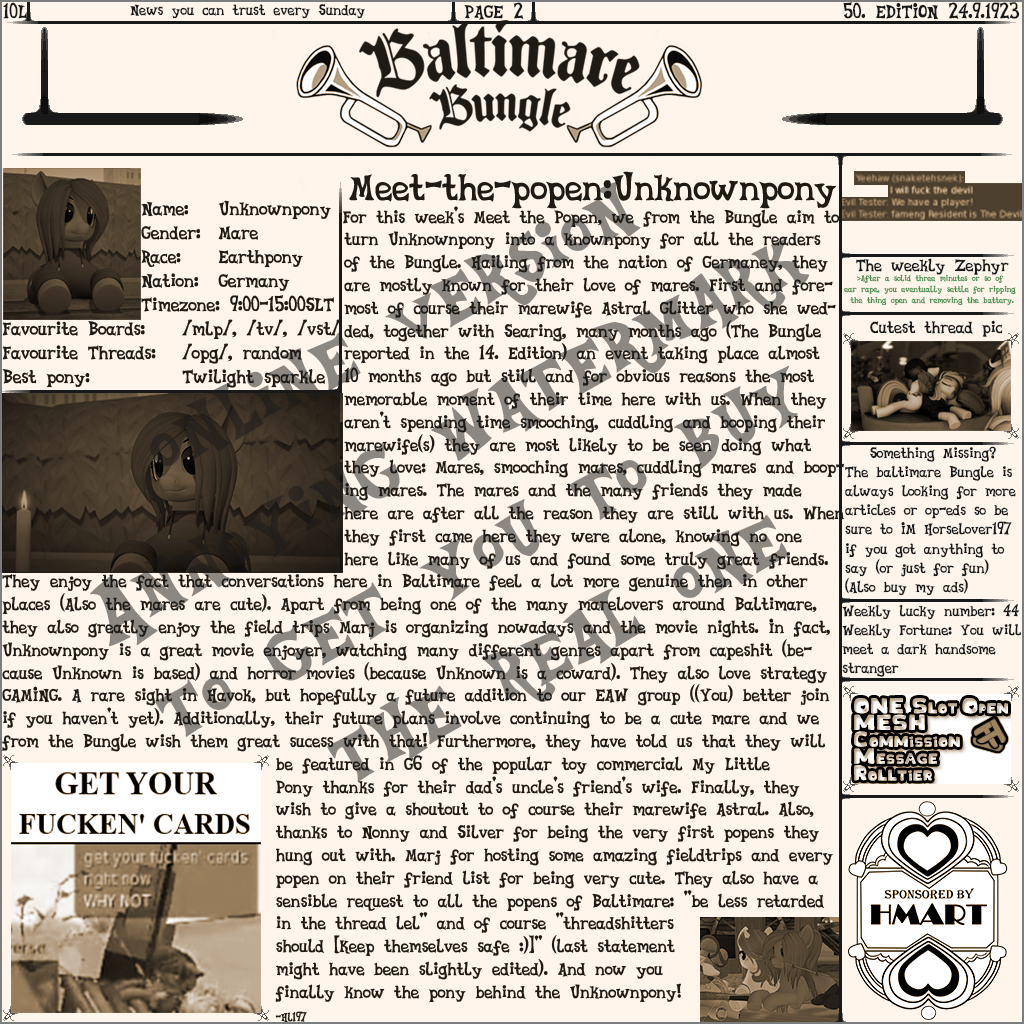 10L
News you can trust every Sunday
PAGE 2
50. EDITION 24.9.1923
Baltimare
Bungle
Name: Unknownpony
Gender: Mare
Race: Earthpony
Nation: Germany
Timezone: 9:00-15:00SLT
Favourite Boards: /mlp/, /tv/, /vst/
Favourite Threads: /opg/, random
Best pony: Twilight sparkle
Meet-the-popen:Unknownpony
For this week's Meet the Popen, we from the Bungle aim to
turn Unknownpony into a Knownpony for all the readers
of the Bungle. Hailing from the nation of Germaney, they
are mostly known for their love of mares. First and fore-
most of course their marewife Astral Glitter who she wed-
ded, together with Searing, many months ago (The Bungle
reported in the 14. Edition) an event taking place almost
10 months ago but still and for obvious reasons the most
memorable moment of their time here with us. When they
aren't spending time smooching, cuddling and booping their
marewife(s) they are most likely to be seen doing what
they love: Mares, smooching mares, cuddling mares and boop-
ing mares. The mares and the many friends they made
here are after all the reason they are still with us. When
they first came here they were alone, knowing no one
here like many of us and found some truly great friends.
They enjoy the fact that conversations here in Baltimare feel a lot more genuine then in other
places (Also the mares are cute). Apart from being one of the many marelovers around Baltimare,
they also greatly enjoy the field trips Marj is organizing nowadays and the movie nights. in fact,
Unknownpony is a great movie enjoyer, watching many different genres apart from capeshit (be-
cause Unknown is based) and horror movies (because Unknown is a coward). They also love strategy
GAMING. A rare sight in Havok, but hopefully a future addition to our EAW group ((You) better join
if you haven't yet). Additionally, their future plans involve continuing to be a cute mare and we
from the Bungle wish them great sucess with that! Furthermore, they have told us that they will
be featured in G6 of the popular toy commercial My Little
Pony thanks for their dad's uncle's friend's wife. Finally, they
wish to give a shoutout to of course their marewife Astral. Also,
thanks to Nonny and Silver for being the very first popens they
hung out with. Marj for hosting some amazing fieldtrips and every
popen on their friend list for being very cute. They also have a
sensible request to all the popens of Baltimare: "be less retarded
in the thread lel" and of course "threadshitters
should [Keep themselves safe :)]" (last statement
might have been slightly edited). And now you
finally know the pony behind the Unknownpony!
-HL197
GET YOUR
FUCKEN' CARDS
get your fucken' cards
right now
WHY NOT
Yeehaw (snaketehsnek):
I will fuck the devil
Evil Tester: We have a player!
Evil Tester: fameng Resident is The Devil
The weekly Zephyr
>After a solid three minutes or so of
ear rape, you eventually settle for ripping
the thing open and removing the battery.
Cutest thread pic
Something Missing?
The baltimare Bungle is
always looking for more
articles or op-eds so be
sure to iM Horselover197
if you got anything to
say (or just for fun)
(Also buy my ads)
Weekly lucky number: 44
Weekly Fortune: You will
meet a dark handsome
stranger
ONE Slot Open
MESH
Commission
Message
Rolltier
SPONSORED BY
HMART
ONLINE VERSION
ANNOYING WATERMARK
TO GET YOU TO BUY
THE REAL ONE